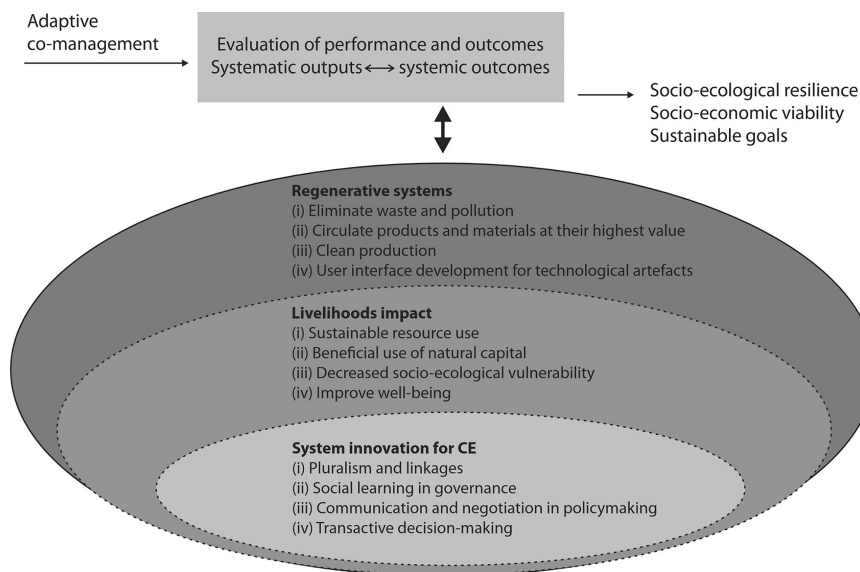 Adaptive
co-management
Evaluation of performance and outcomes
Systematic outputs ↔ systemic outcomes
Socio-ecological resilience
Socio-economic viability
Sustainable goals
Regenerative systems
(i) Eliminate waste and pollution
(ii) Circulate products and materials at their highest value
(iii) Clean production
(iv) User interface development for technological artefacts
Livelihoods impact
(i) Sustainable resource use
(ii) Beneficial use of natural capital
(iii) Decreased socio-ecological vulnerability
(iv) Improve well-being
System innovation for CE
(i) Pluralism and linkages
(ii) Social learning in governance
(iii) Communication and negotiation in policymaking
(iv) Transactive decision-making